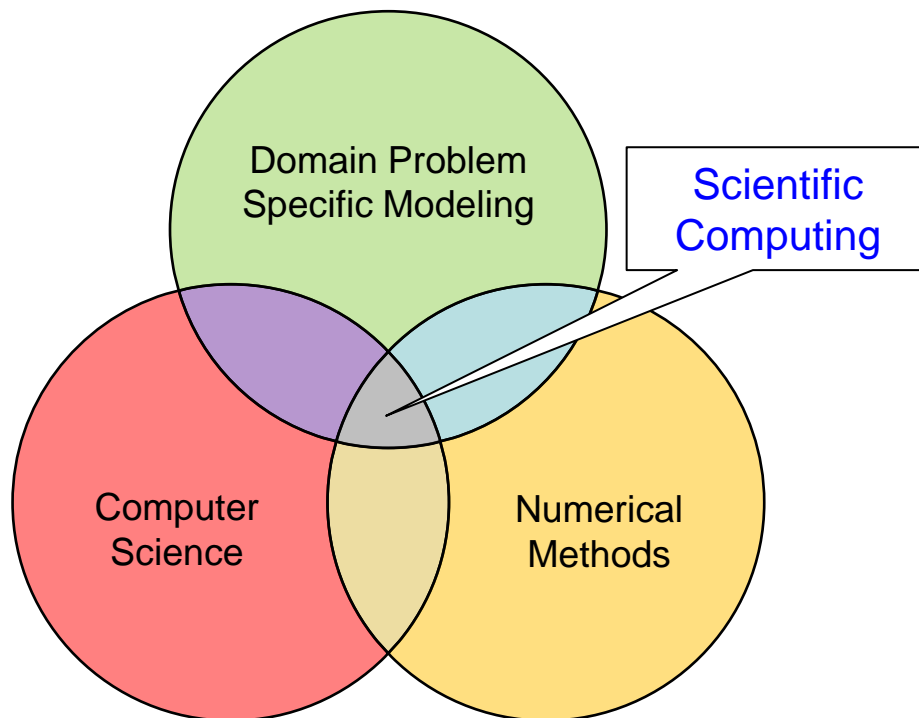 Domain Problem
Specific Modeling
Scientific
Computing
Computer
Science
Numerical
Methods